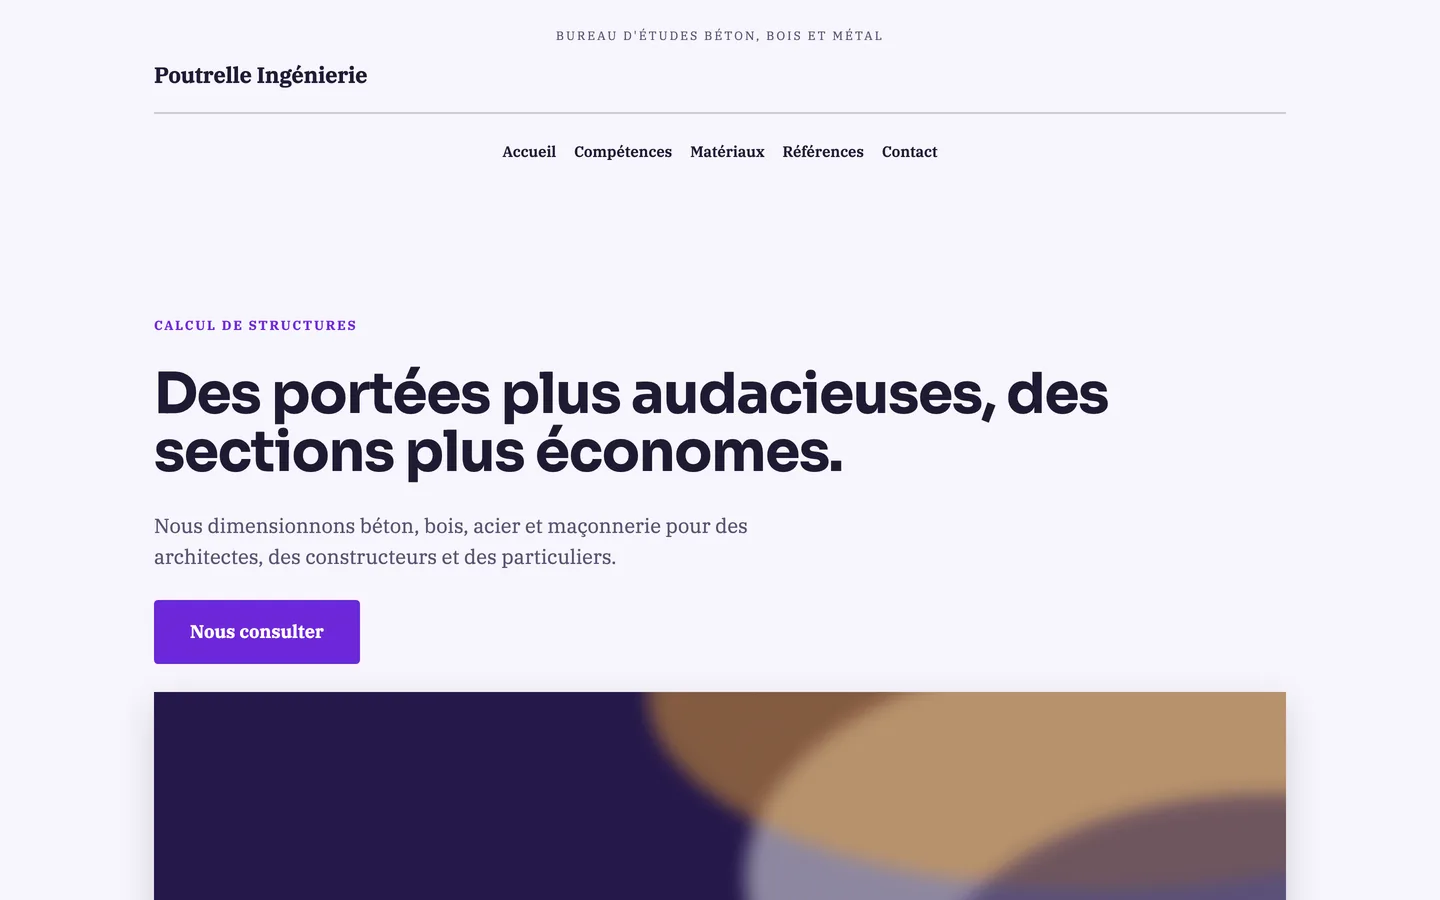 BUREAU D'ÉTUDES BÉTON, BOIS ET MÉTAL
Poutrelle Ingénierie
Accueil Compétences Matériaux Références Contact
CALCUL DE STRUCTURES
Des portées plus audacieuses, des
sections plus économes.
Nous dimensionnons béton, bois, acier et maçonnerie pour des
architectes, des constructeurs et des particuliers.
Nous consulter